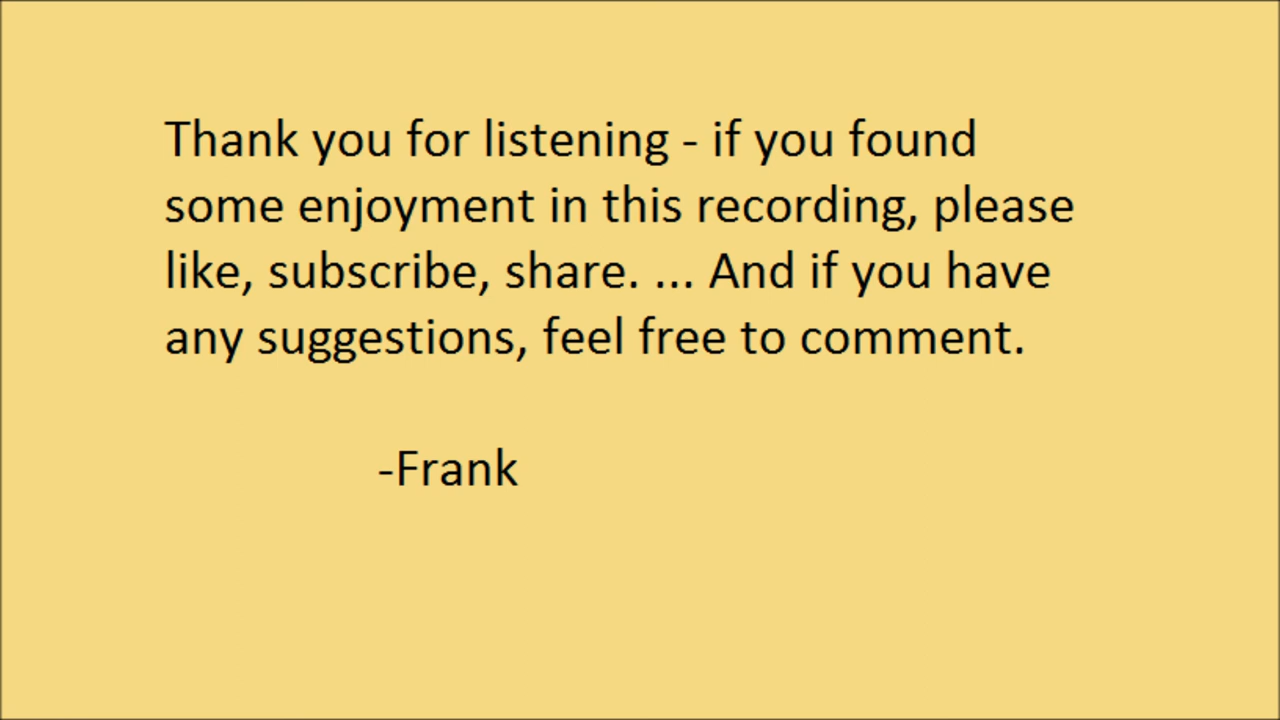 Thank you for listening - if you found
some enjoyment in this recording, please
like, subscribe, share. ... And if you have
any suggestions, feel free to comment.
-Frank